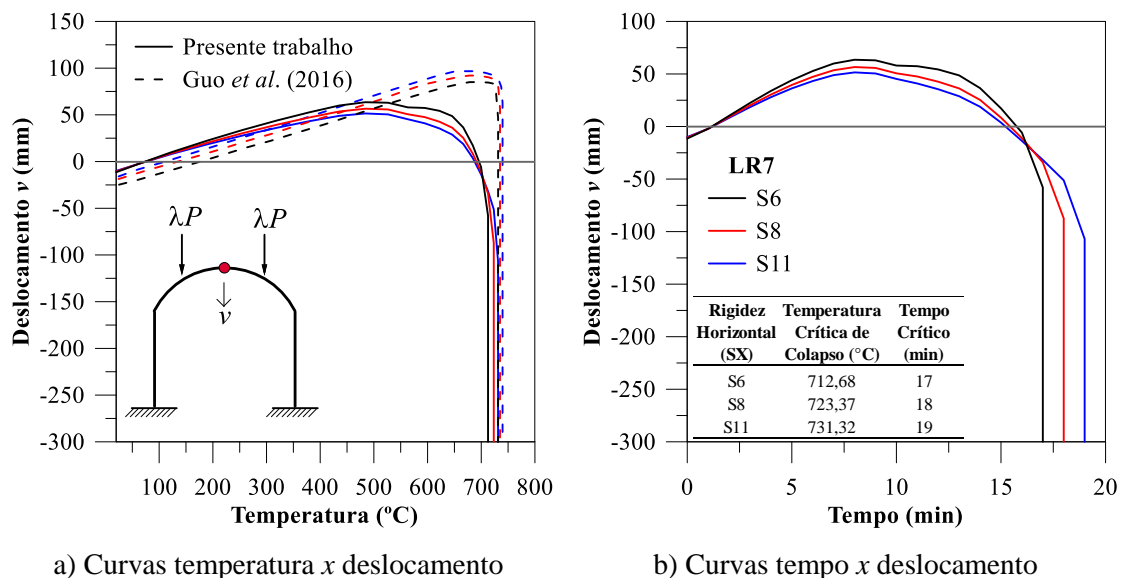 150
100
50
0
-50
-100
-150
-200
-250
-300
Deslocamento v (mm)
Presente trabalho
Guo et al. (2016)
λP λP
v
100 200 300 400 500 600 700 800
Temperatura (ºC)
a) Curvas temperatura x deslocamento
100
50
0
-50
-100
-150
-200
-250
-300
Deslocamento v (mm)
LR7
S6
S8
S11
Rigidez Temperatura Tempo
Horizontal Crítica de Crítico
(SX) Colapso (°C) (min)
S6 712,68 17
S8 723,37 18
S11 731,32 19
0 5 10 15 20
Tempo (min)
b) Curvas tempo x deslocamento